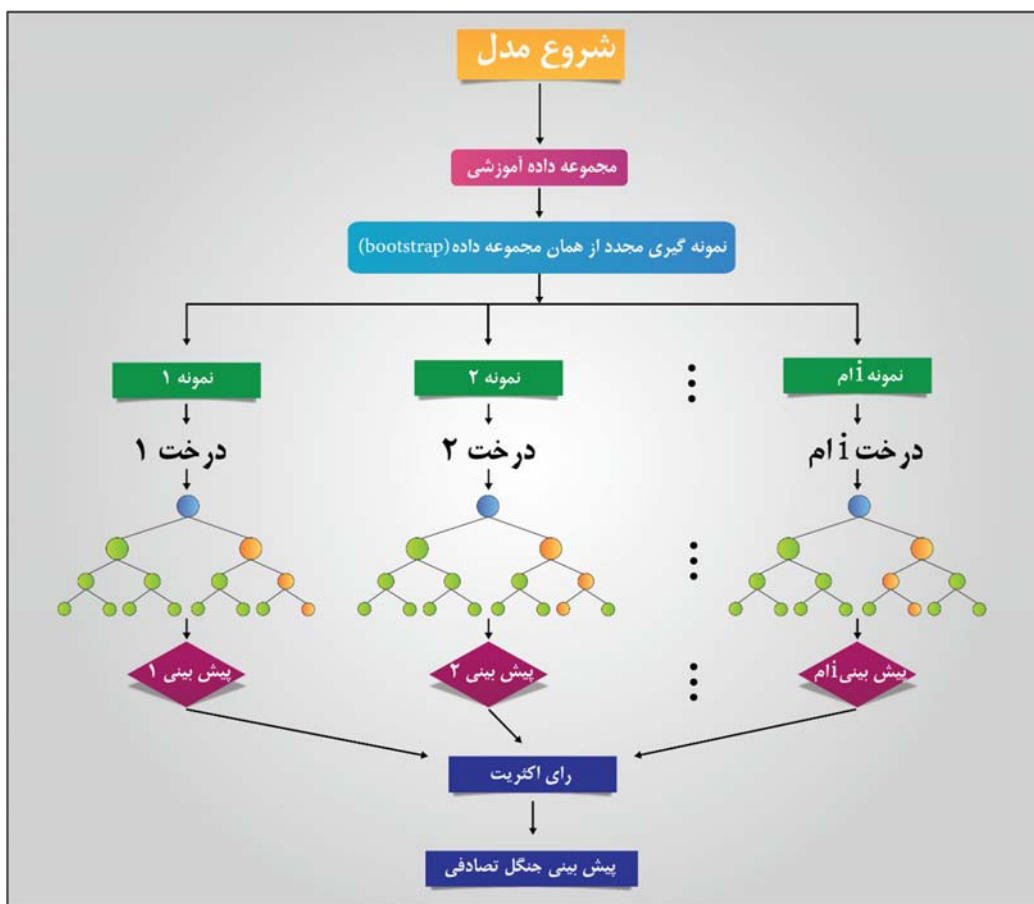 شروع مدل
مجموعه داده آموزشی
نمونه گیری مجدد از همان مجموعه داده(bootstrap)
نمونه ۱
نمونه ۲
نمونه iام
درخت ۱
درخت ۲
درخت iام
پیش بینی ۱
پیش بینی ۲
پیش بینی iام
رای اکثریت
پیش بینی جنگل تصادفی